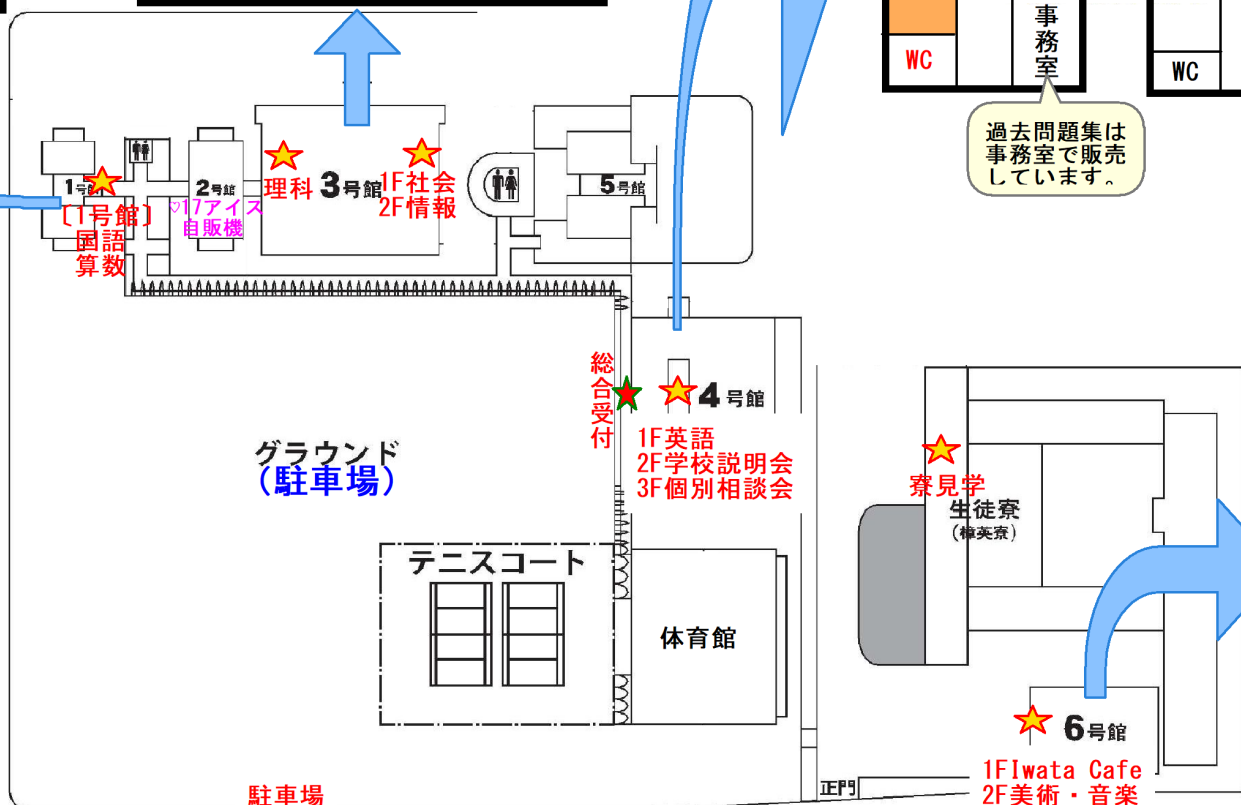 事務室
WC
WC
過去問題集は
事務室で販売
しています。
1号館
〔1号館〕
国語
算数
2号館
♡17アイス
自販機
理科
3号館
1F社会
2F情報
5号館
総合受付
4号館
1F英語
2F学校説明会
3F個別相談会
グラウンド
(駐車場)
寮見学
生徒寮
(樟英寮)
テニスコート
体育館
6号館
正門
1FIwata Cafe
2F美術・音楽
駐車場